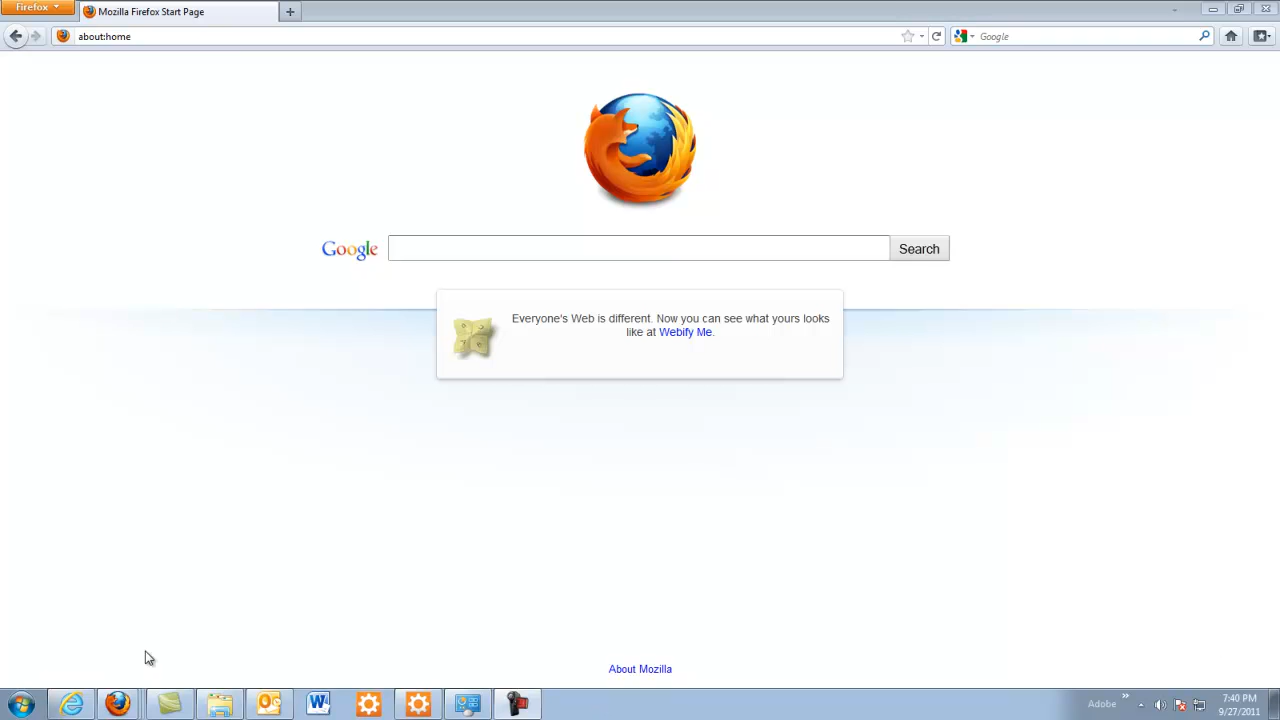 Firefox
Mozilla Firefox Start Page
about:home
Google
Google
Search
Everyone's Web is different. Now you can see what yours looks
like at Webify Me.
About Mozilla
Adobe
7:40 PM
9/27/2011